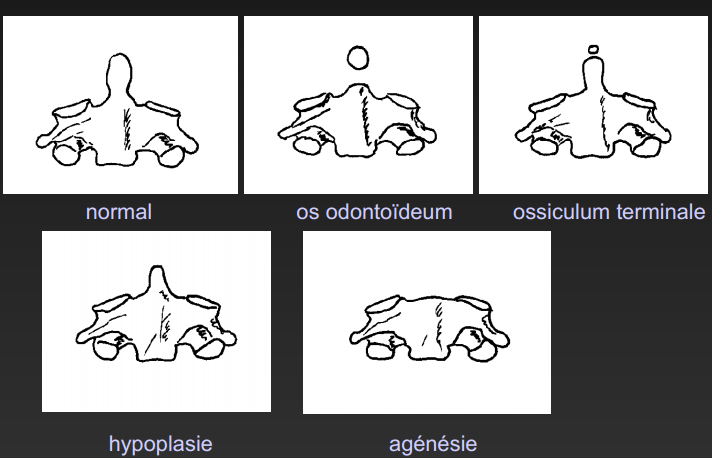 normal
os odontoïdeum
ossiculum terminale
hypoplasie
agénésie